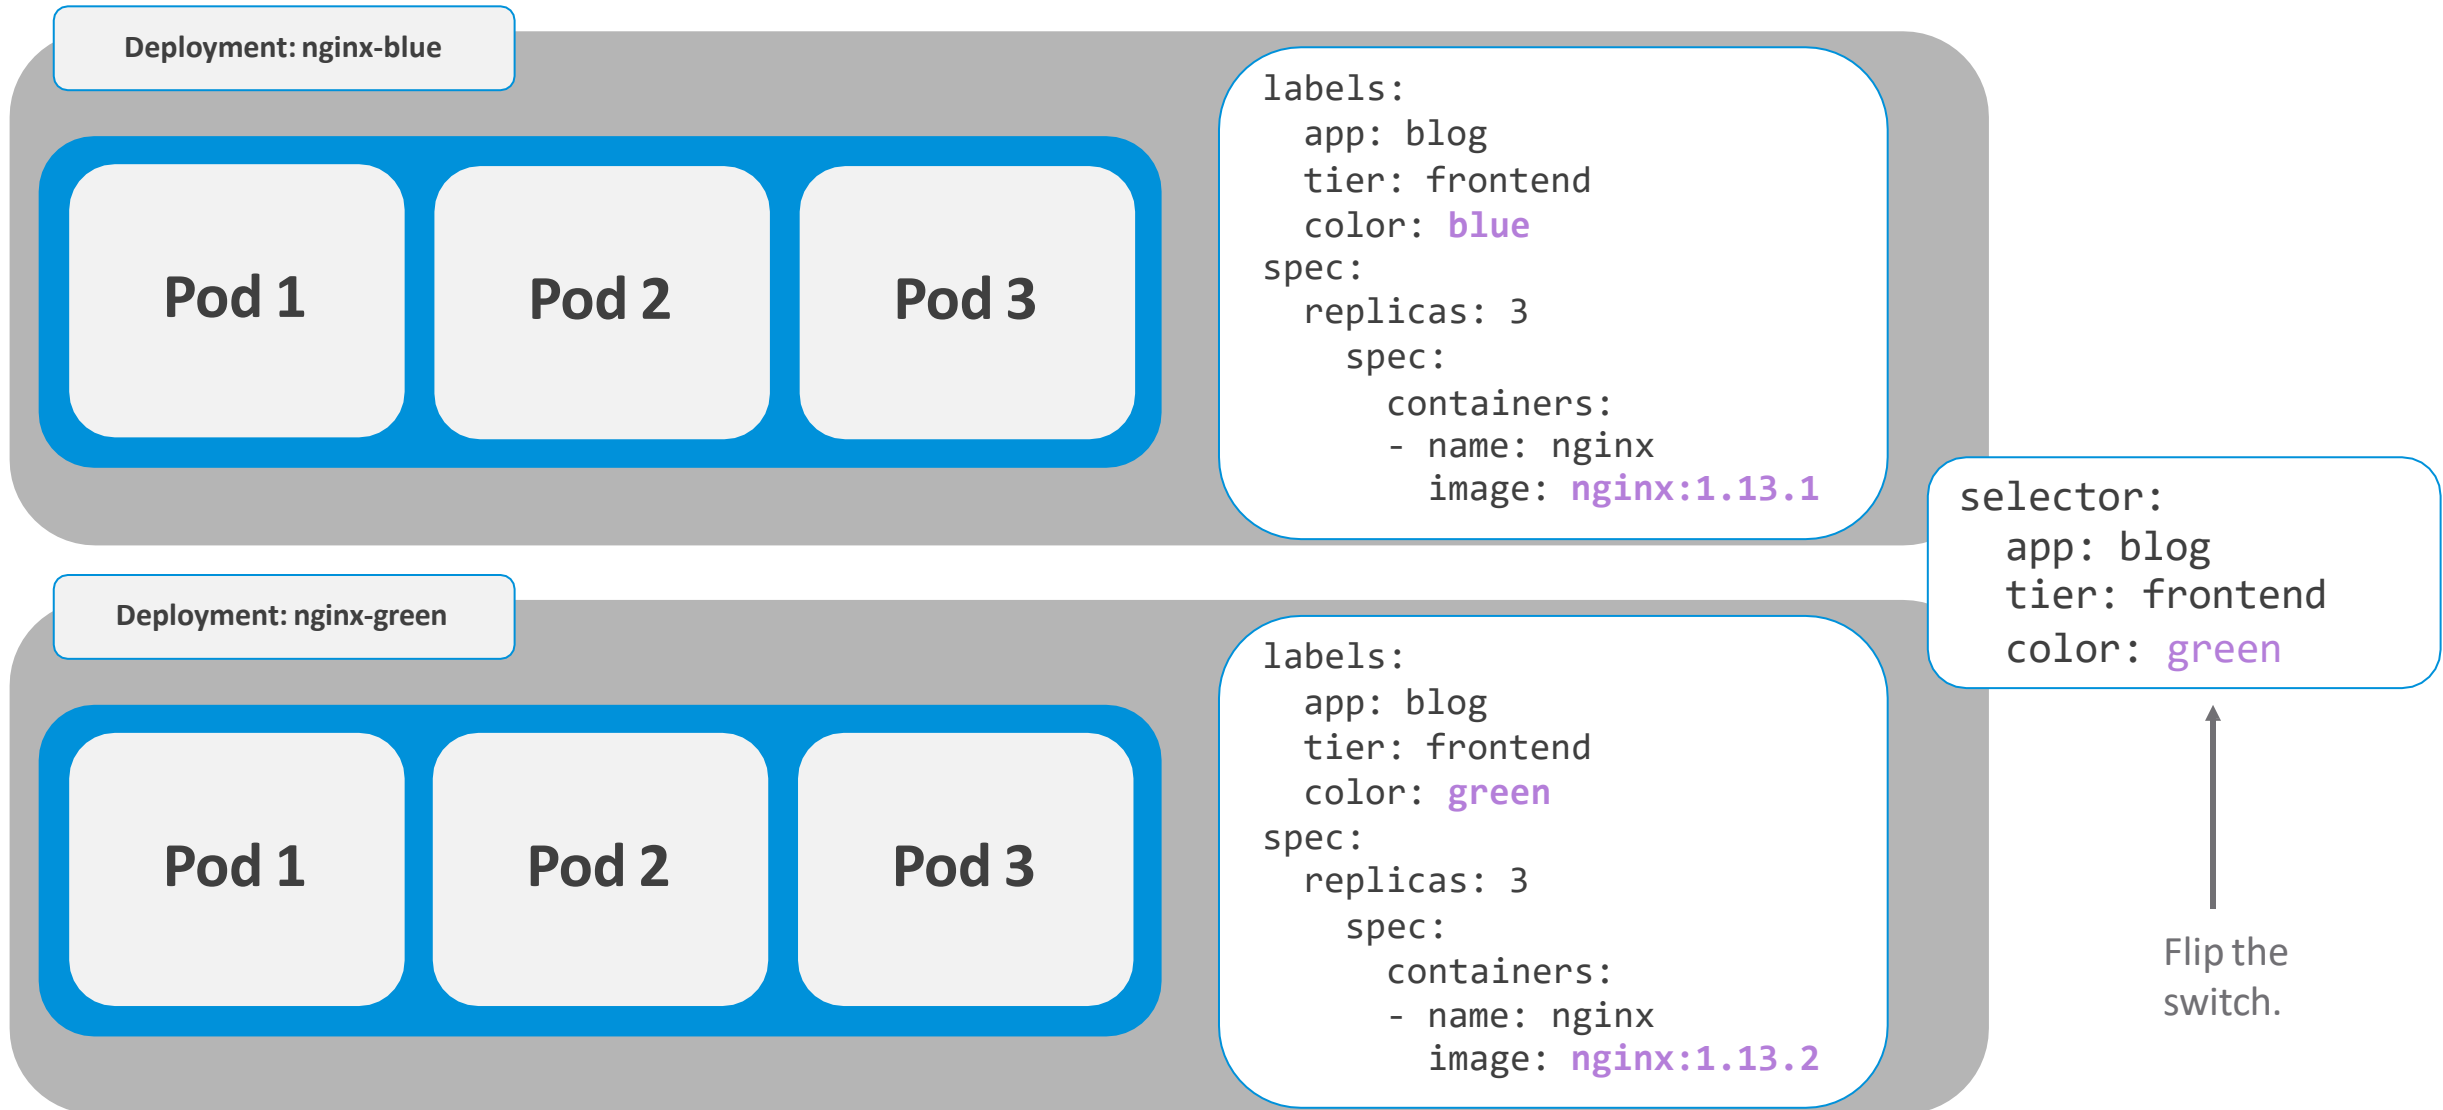 Deployment: nginx-blue
Pod 1
Pod 2
Pod 3
labels:
  app: blog
  tier: frontend
  color: blue
spec:
  replicas: 3
    spec:
      containers:
      - name: nginx
        image: nginx:1.13.1
Deployment: nginx-green
Pod 1
Pod 2
Pod 3
labels:
  app: blog
  tier: frontend
  color: green
spec:
  replicas: 3
    spec:
      containers:
      - name: nginx
        image: nginx:1.13.2
selector:
  app: blog
  tier: frontend
  color: green
Flip the
switch.